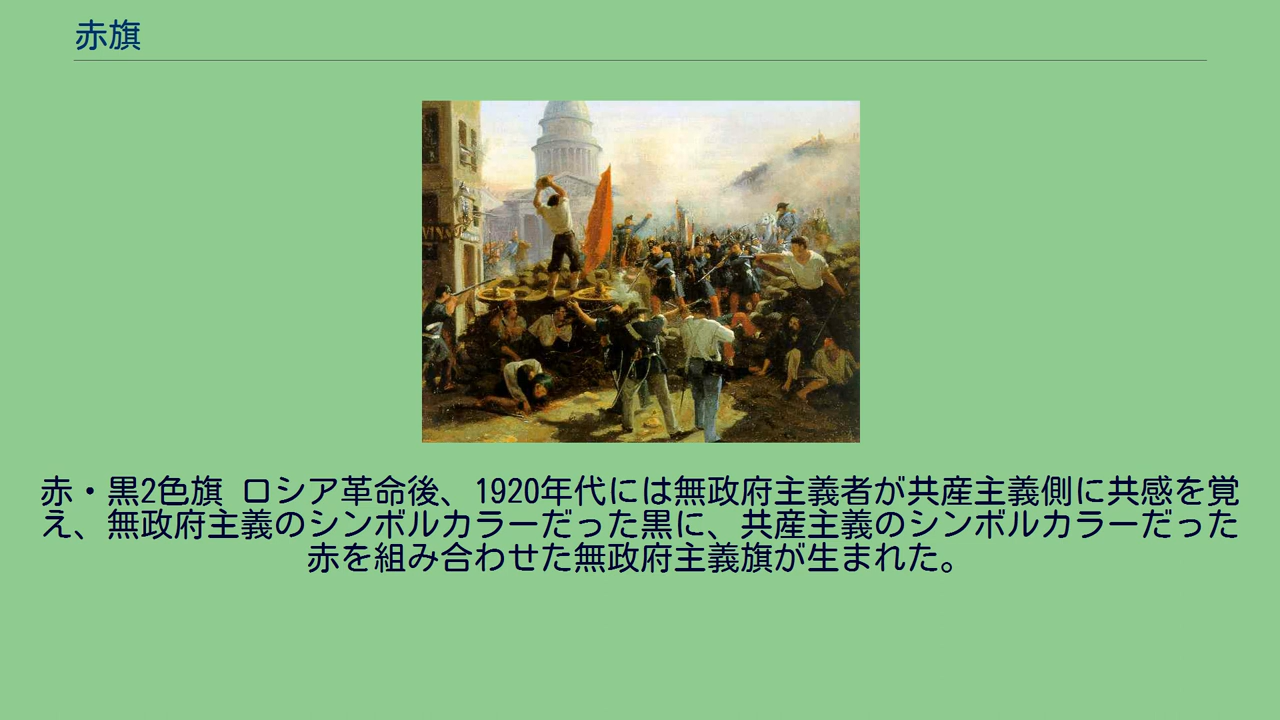 赤旗
赤・黒2色旗 ロシア革命後、1920年代には無政府主義者が共産主義側に共感を覚
え、無政府主義のシンボルカラーだった黒に、共産主義のシンボルカラーだった
赤を組み合わせた無政府主義旗が生まれた。